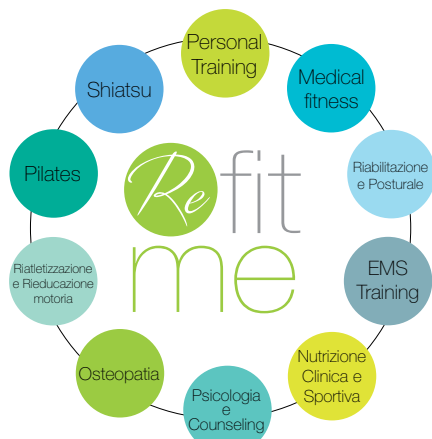 Personal
Training
Medical
fitness
Riabilitazione
e Posturale
EMS
Training
Nutrizione
Clinica e
Sportiva
Psicologia
e
Counseling
Osteopatia
Riatletizzazione
e Rieducazione
motoria
Pilates
Shiatsu
Re fit
me